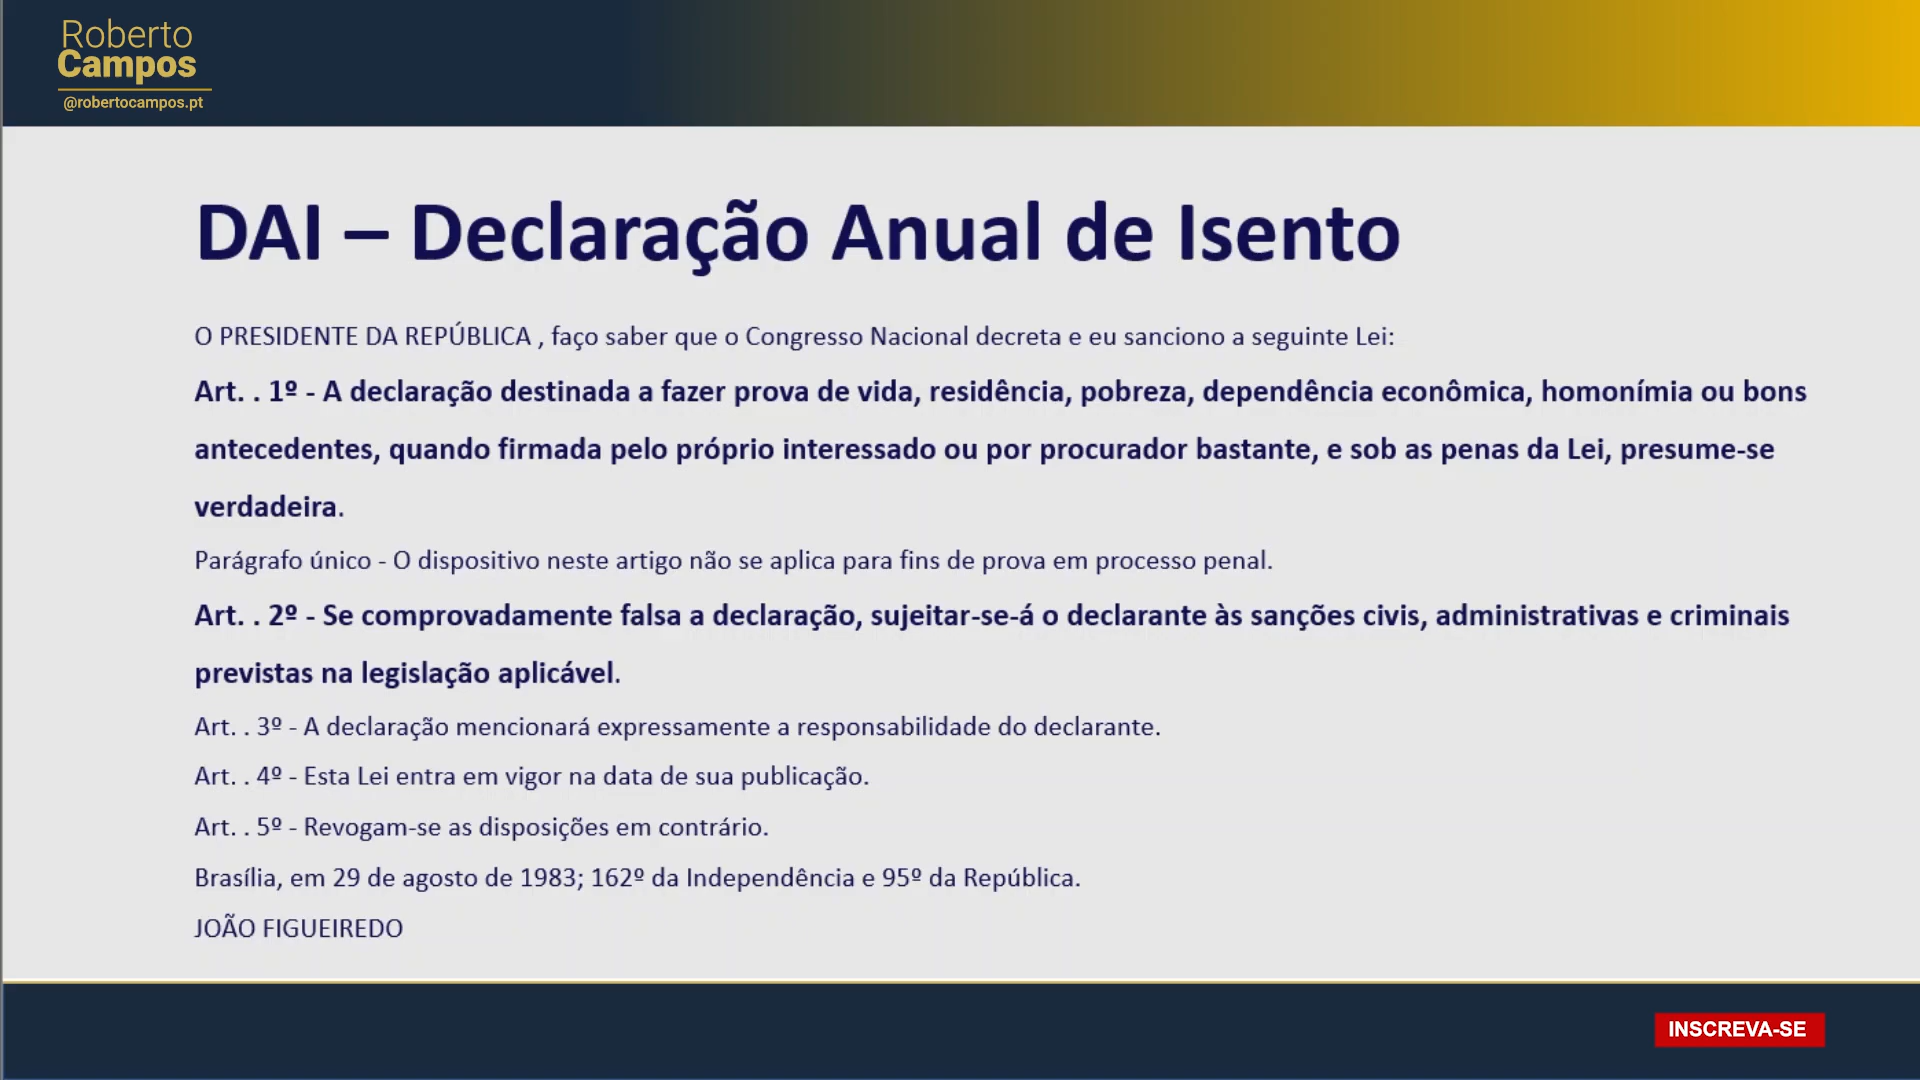 Roberto
Campos
@robertocampos.pt
DAI – Declaração Anual de Isento
O PRESIDENTE DA REPÚBLICA , faço saber que o Congresso Nacional decreta e eu sanciono a seguinte Lei:
Art. . 1º - A declaração destinada a fazer prova de vida, residência, pobreza, dependência econômica, homonímia ou bons
antecedentes, quando firmada pelo próprio interessado ou por procurador bastante, e sob as penas da Lei, presume-se
verdadeira.
Parágrafo único - O dispositivo neste artigo não se aplica para fins de prova em processo penal.
Art. . 2º - Se comprovadamente falsa a declaração, sujeitar-se-á o declarante às sanções civis, administrativas e criminais
previstas na legislação aplicável.
Art. . 3º - A declaração mencionará expressamente a responsabilidade do declarante.
Art. . 4º - Esta Lei entra em vigor na data de sua publicação.
Art. . 5º - Revogam-se as disposições em contrário.
Brasília, em 29 de agosto de 1983; 162º da Independência e 95º da República.
JOÃO FIGUEIREDO
INSCREVA-SE